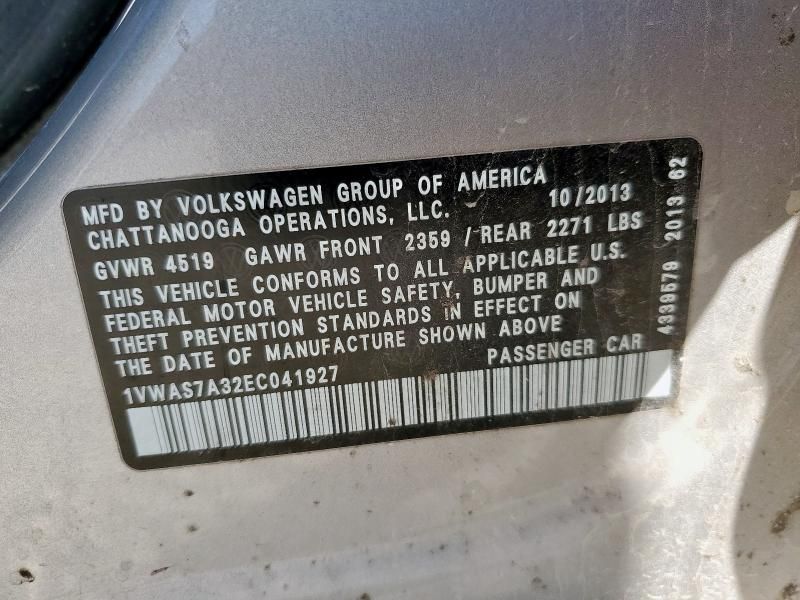 MFD BY VOLKSWAGEN GROUP OF AMERICA
CHATTANOOGA OPERATIONS, LLC. 10/2013
GVWR 4519 GAWR FRONT 2359 / REAR 2271 LBS
THIS VEHICLE CONFORMS TO ALL APPLICABLE U.S.
FEDERAL MOTOR VEHICLE SAFETY, BUMPER AND
THEFT PREVENTION STANDARDS IN EFFECT ON
THE DATE OF MANUFACTURE SHOWN ABOVE
1VWAS7A32EC041927 PASSENGER CAR
4339579 2013 62